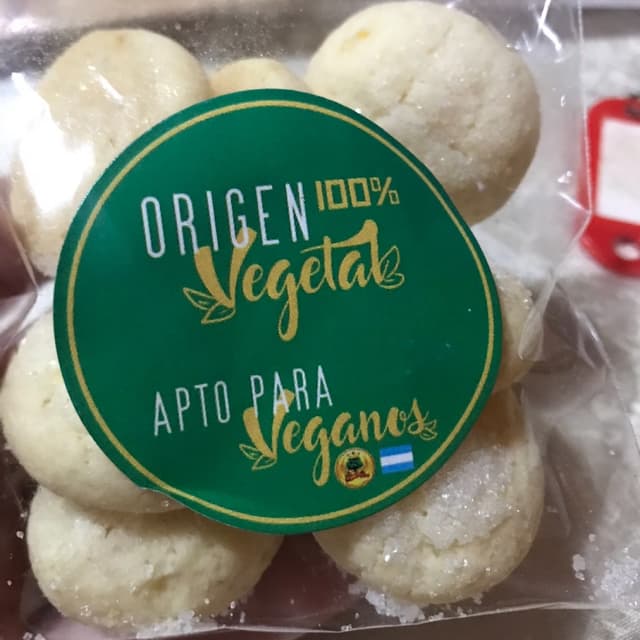 ORIGEN 100%
Vegetal
APTO PARA
Veganos